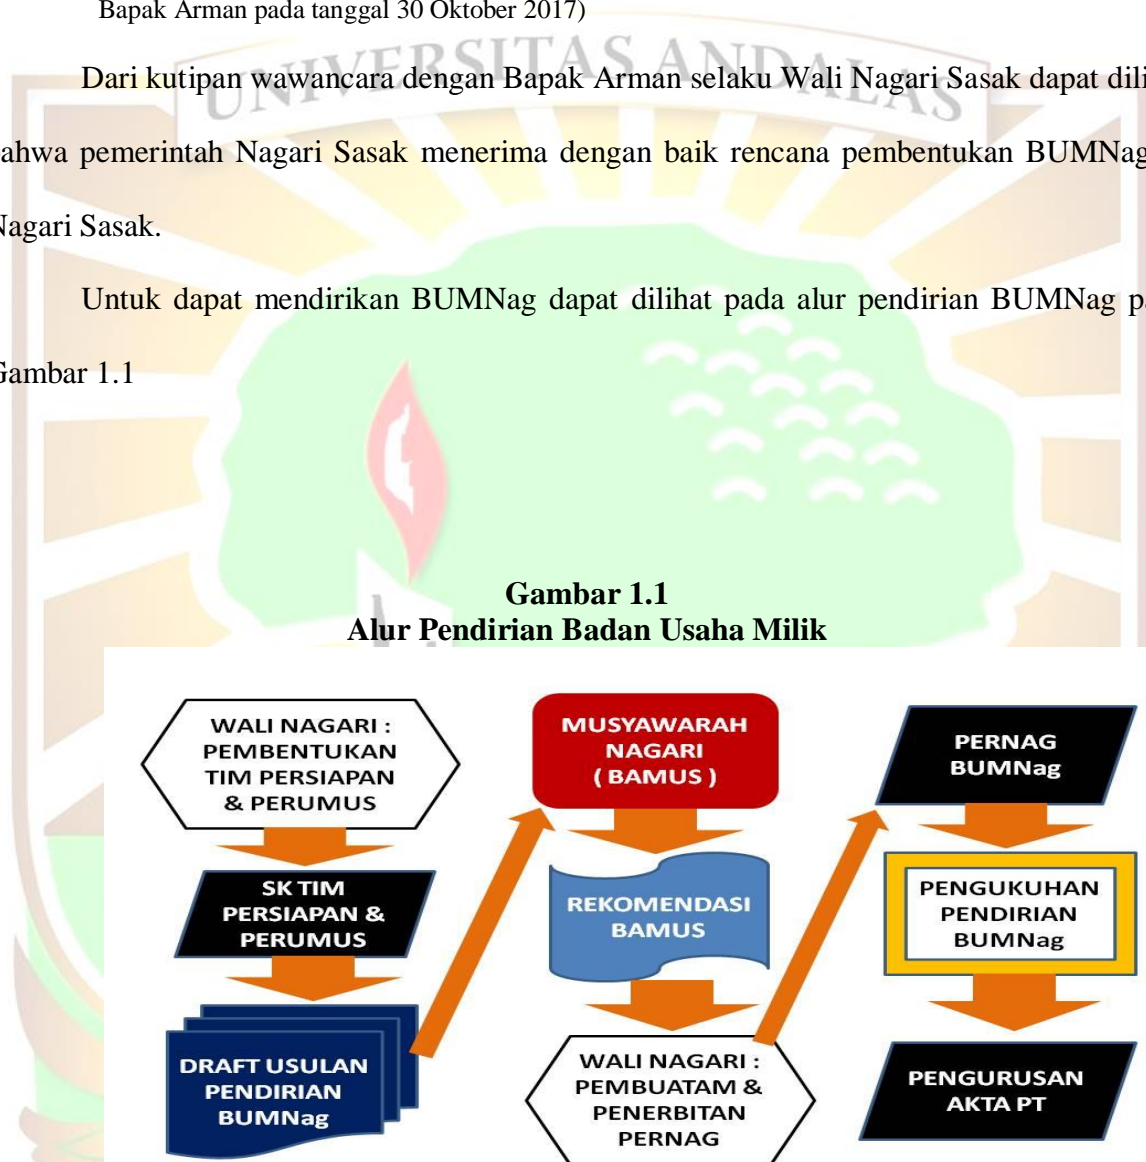 Bapak Arman pada tanggal 30 Oktober 2017)
UNIVERSITAS ANDALAS
Dari kutipan wawancara dengan Bapak Arman selaku Wali Nagari Sasak dapat dili
ahwa pemerintah Nagari Sasak menerima dengan baik rencana pembentukan BUMNag
Nagari Sasak.
Untuk dapat mendirikan BUMNag dapat dilihat pada alur pendirian BUMNag pa
Gambar 1.1
Gambar 1.1
Alur Pendirian Badan Usaha Milik
WALI NAGARI :
PEMBENTUKAN
TIM PERSIAPAN
& PERUMUS
SK TIM
PERSIAPAN &
PERUMUS
DRAFT USULAN
PENDIRIAN
BUMNag
MUSYAWARAH
NAGARI
( BAMUS )
REKOMENDASI
BAMUS
WALI NAGARI :
PEMBUATAM &
PENERBITAN
PERNAG
PERNAG
BUMNag
PENGUKUHAN
PENDIRIAN
BUMNag
PENGURUSAN
AKTA PT